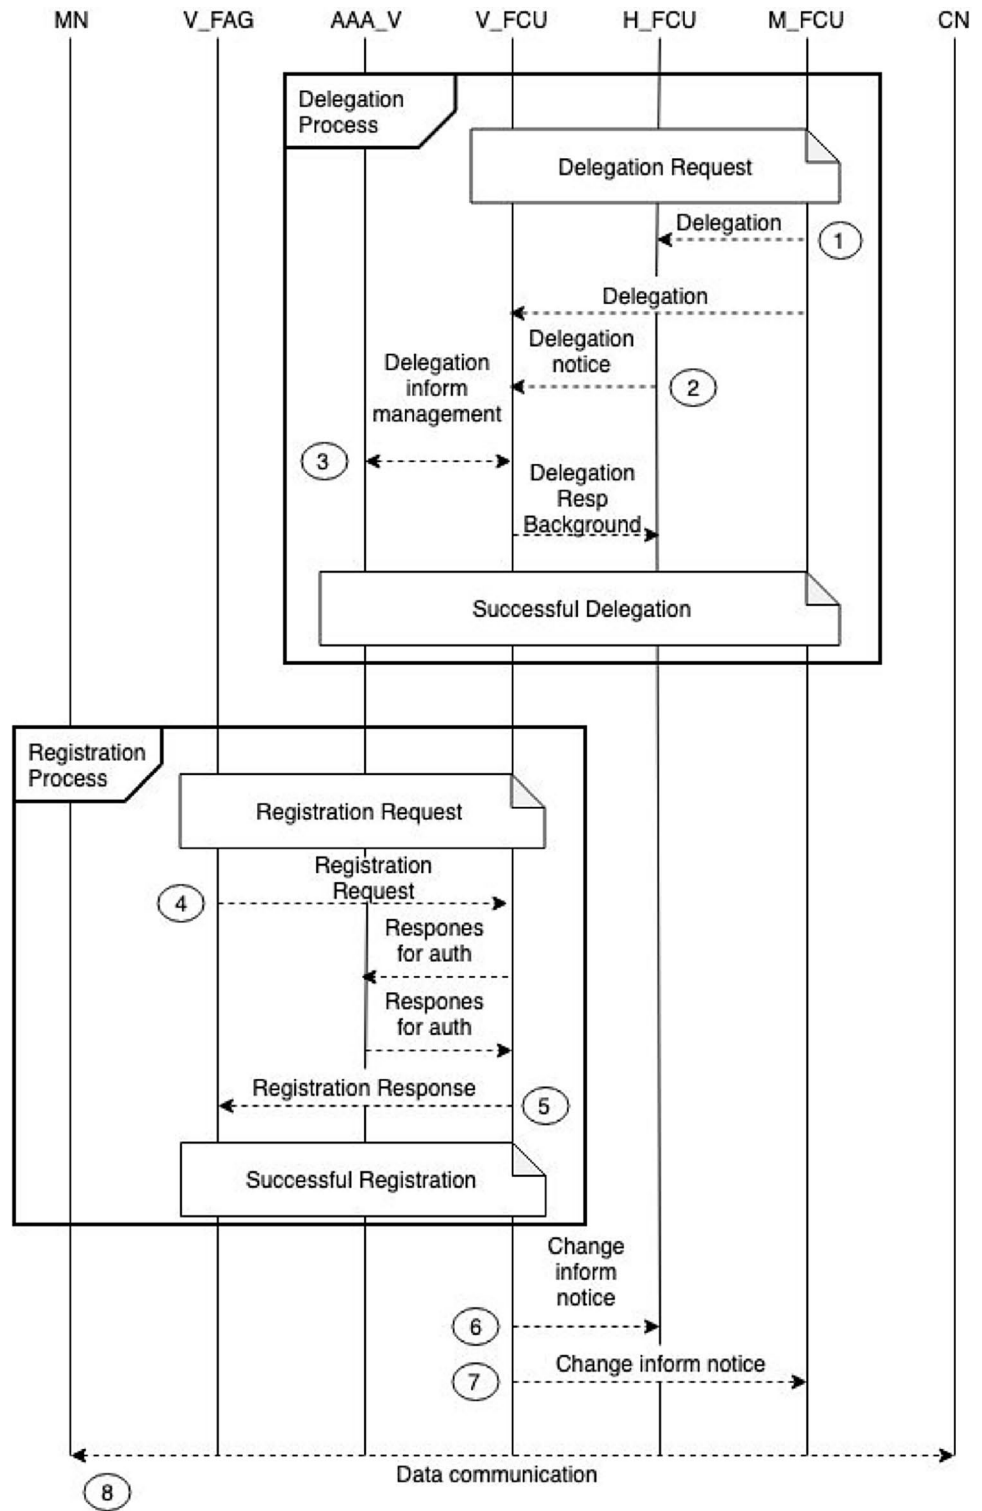 MN V_FAG AAA_V V_FCU H_FCU M_FCU CN
Delegation
Process
Delegation Request
Delegation
1
Delegation
Delegation
notice
2
Delegation
inform
management
3
Delegation
Resp
Background
Successful Delegation
Registration
Process
Registration Request
Registration
Request
4
Respones
for auth
Respones
for auth
Registration Response
5
Successful Registration
Change
inform
notice
6
Change inform notice
7
Data communication
8